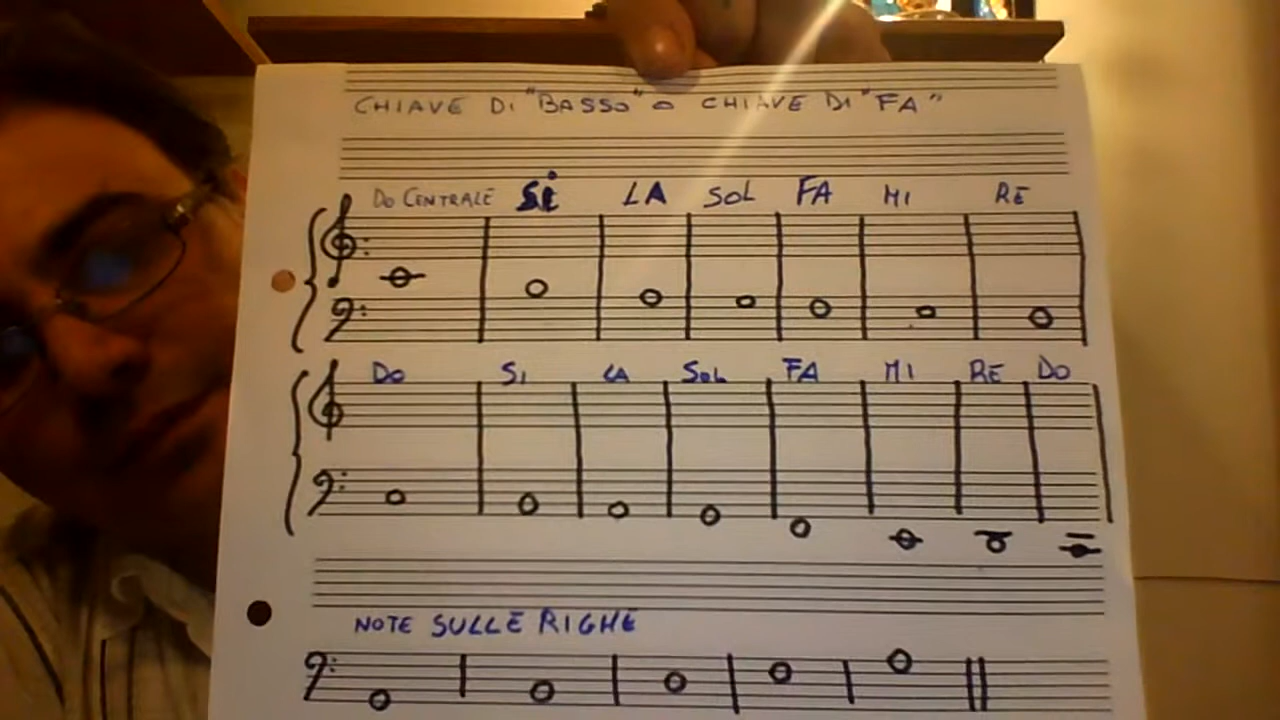 CHIAVE DI "BASSO" O CHIAVE DI "FA"
DO CENTRALE Si LA SOL FA MI RE
DO SI LA SOL FA MI RE DO
NOTE SULLE RIGHE